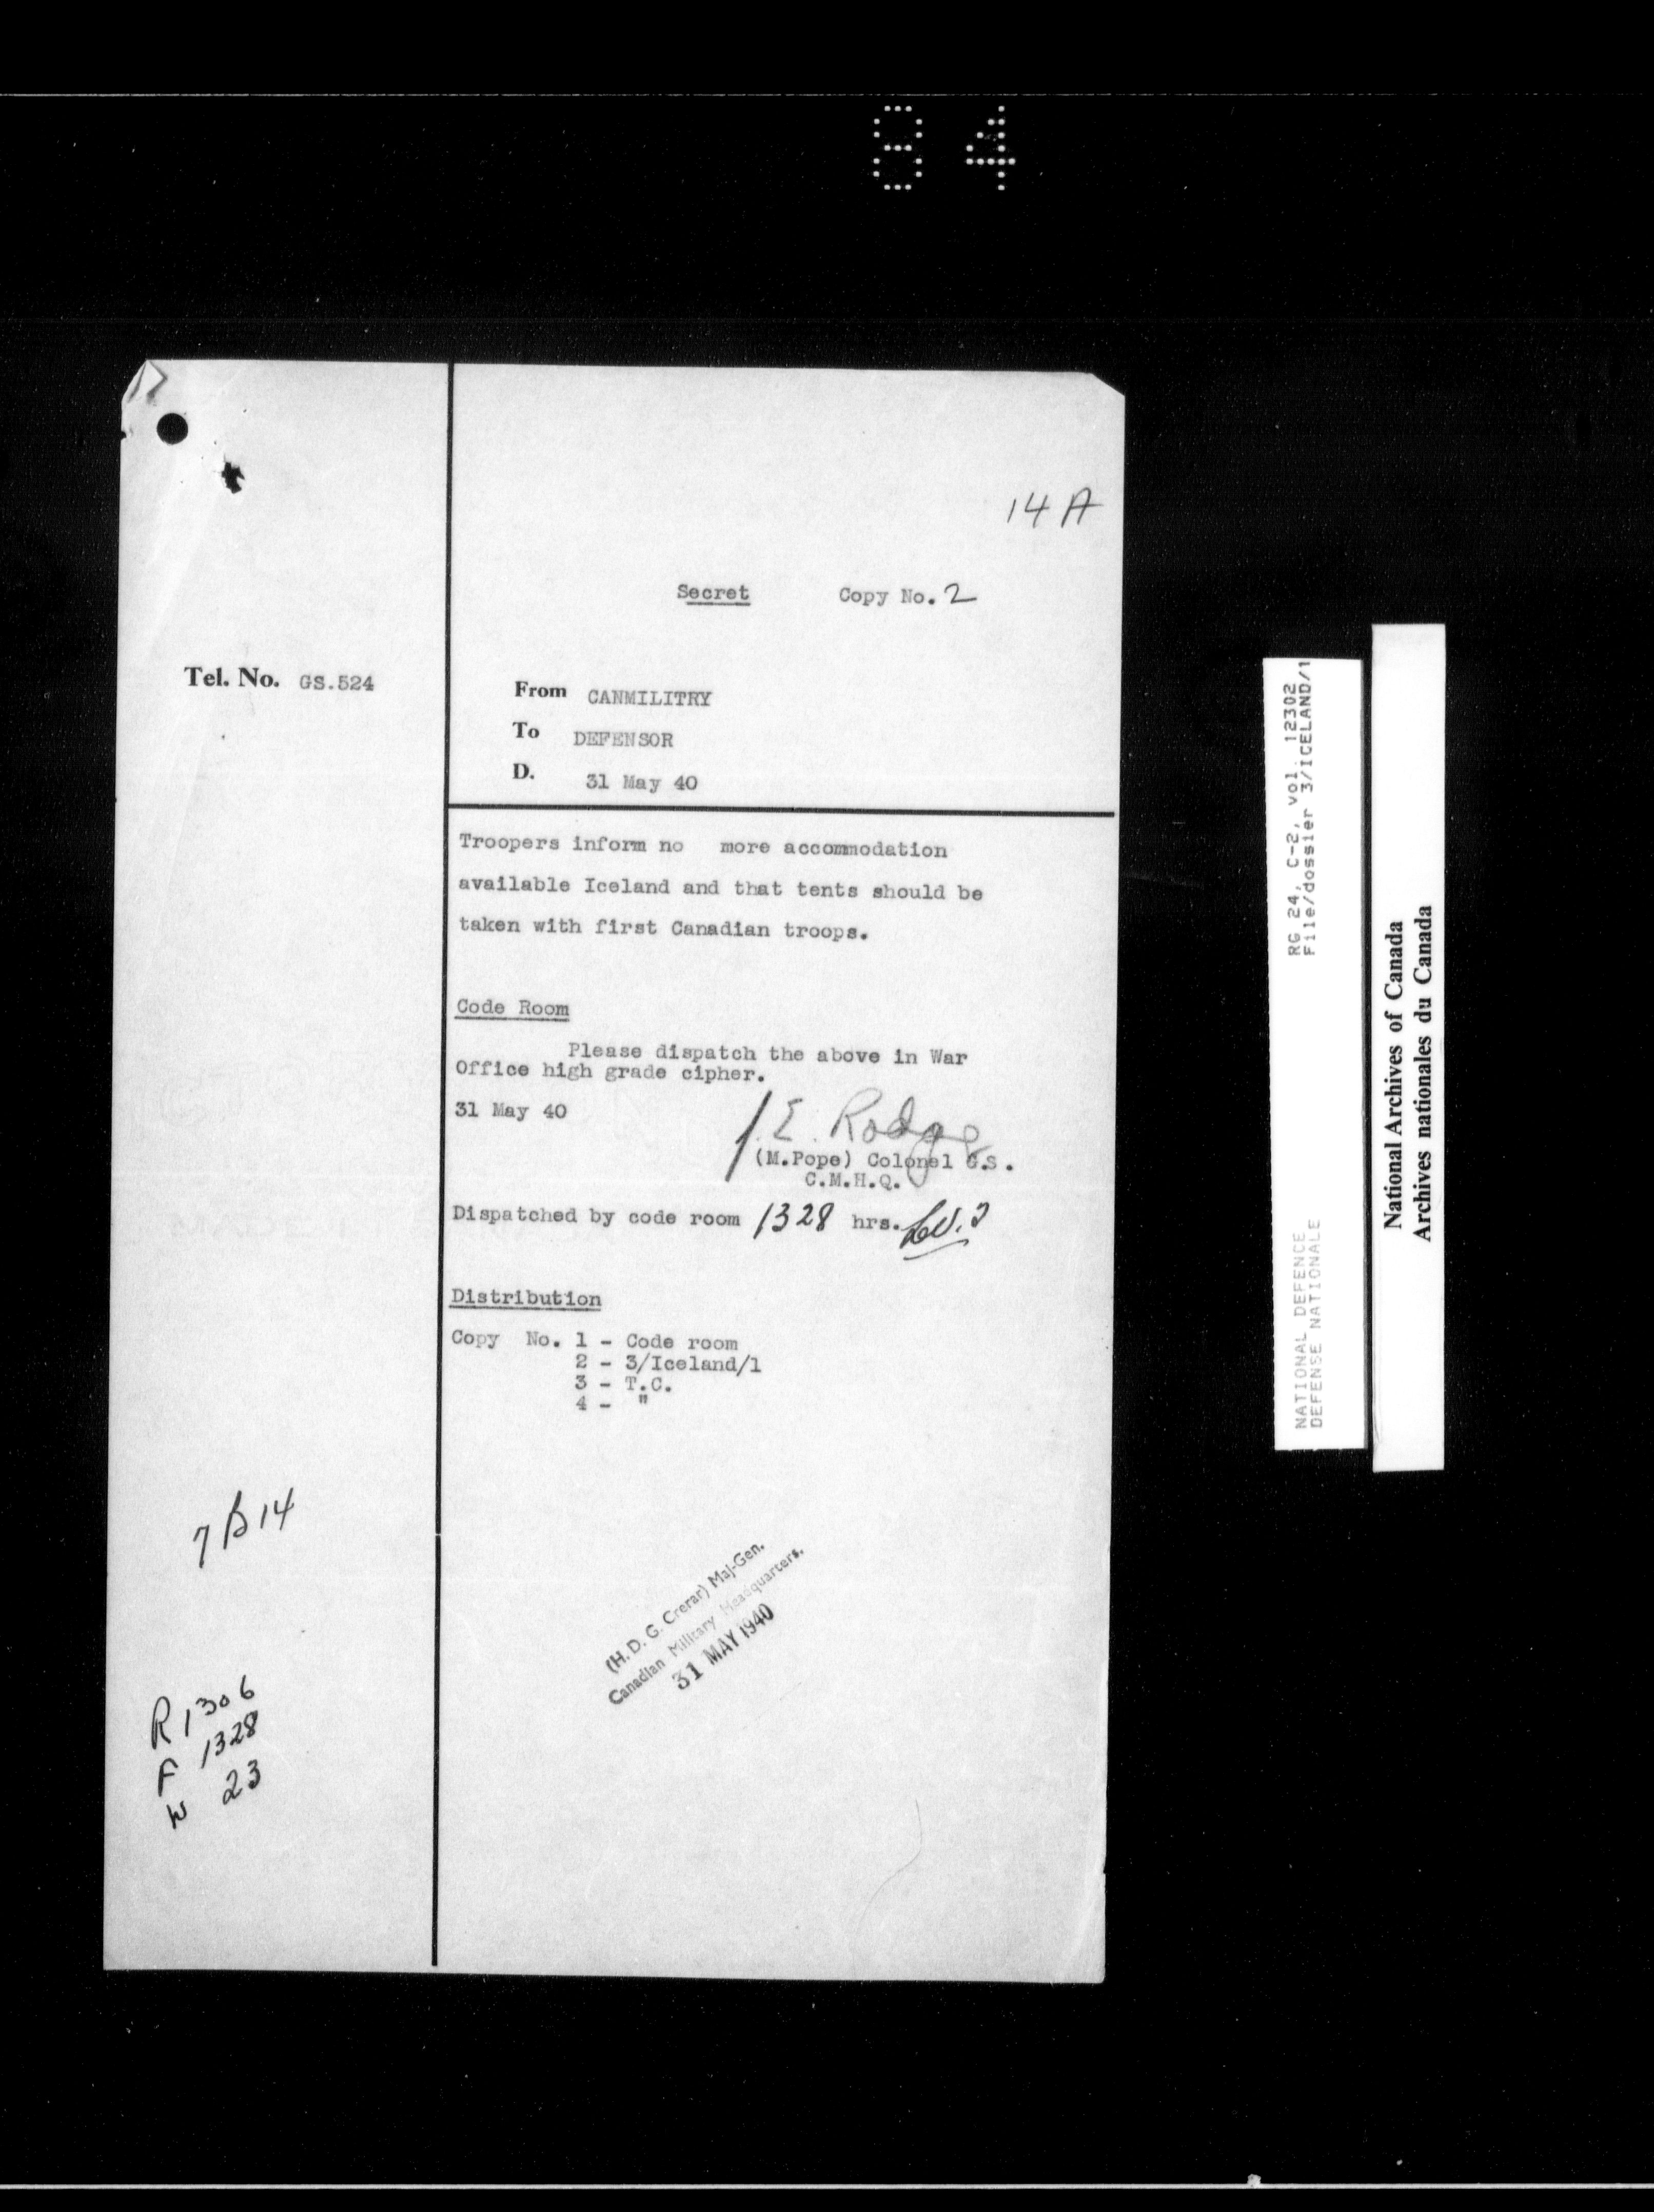 84
14 A
Secret Copy No. 2
Tel. No. GS.524
From CANMILITRY
To DEFENSOR
D. 31 May 40
Troopers inform no more accommodation
available Iceland and that tents should be
taken with first Canadian troops.
Code Room
Please dispatch the above in War
Office high grade cipher.
31 May 40
(M.Pope) Colonel G.S.
C.M.H.Q.
Dispatched by code room 1328 hrs.
Distribution
Copy No. 1 - Code room
2 - 3/Iceland/1
3 - T.C.
4 - "
7 B 14
(H. D. G. Crerar) Maj-Gen.
Canadian Military Headquarters.
31 MAY 1940
R 1306
F 1328
W 23
RG 24, C-2, vol. 12302
File/dossier 3/ICELAND/1
NATIONAL DEFENCE
DEFENSE NATIONALE
National Archives of Canada
Archives nationales du Canada